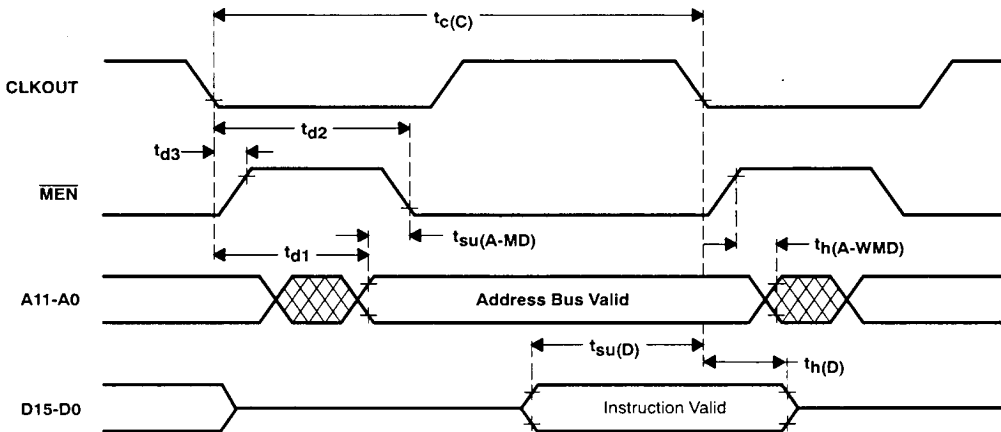 tc(C)
CLKOUT
td2
td3
MEN
tsu(A-MD)
td1
th(A-WMD)
A11-A0
Address Bus Valid
tsu(D)
th(D)
D15-D0
Instruction Valid